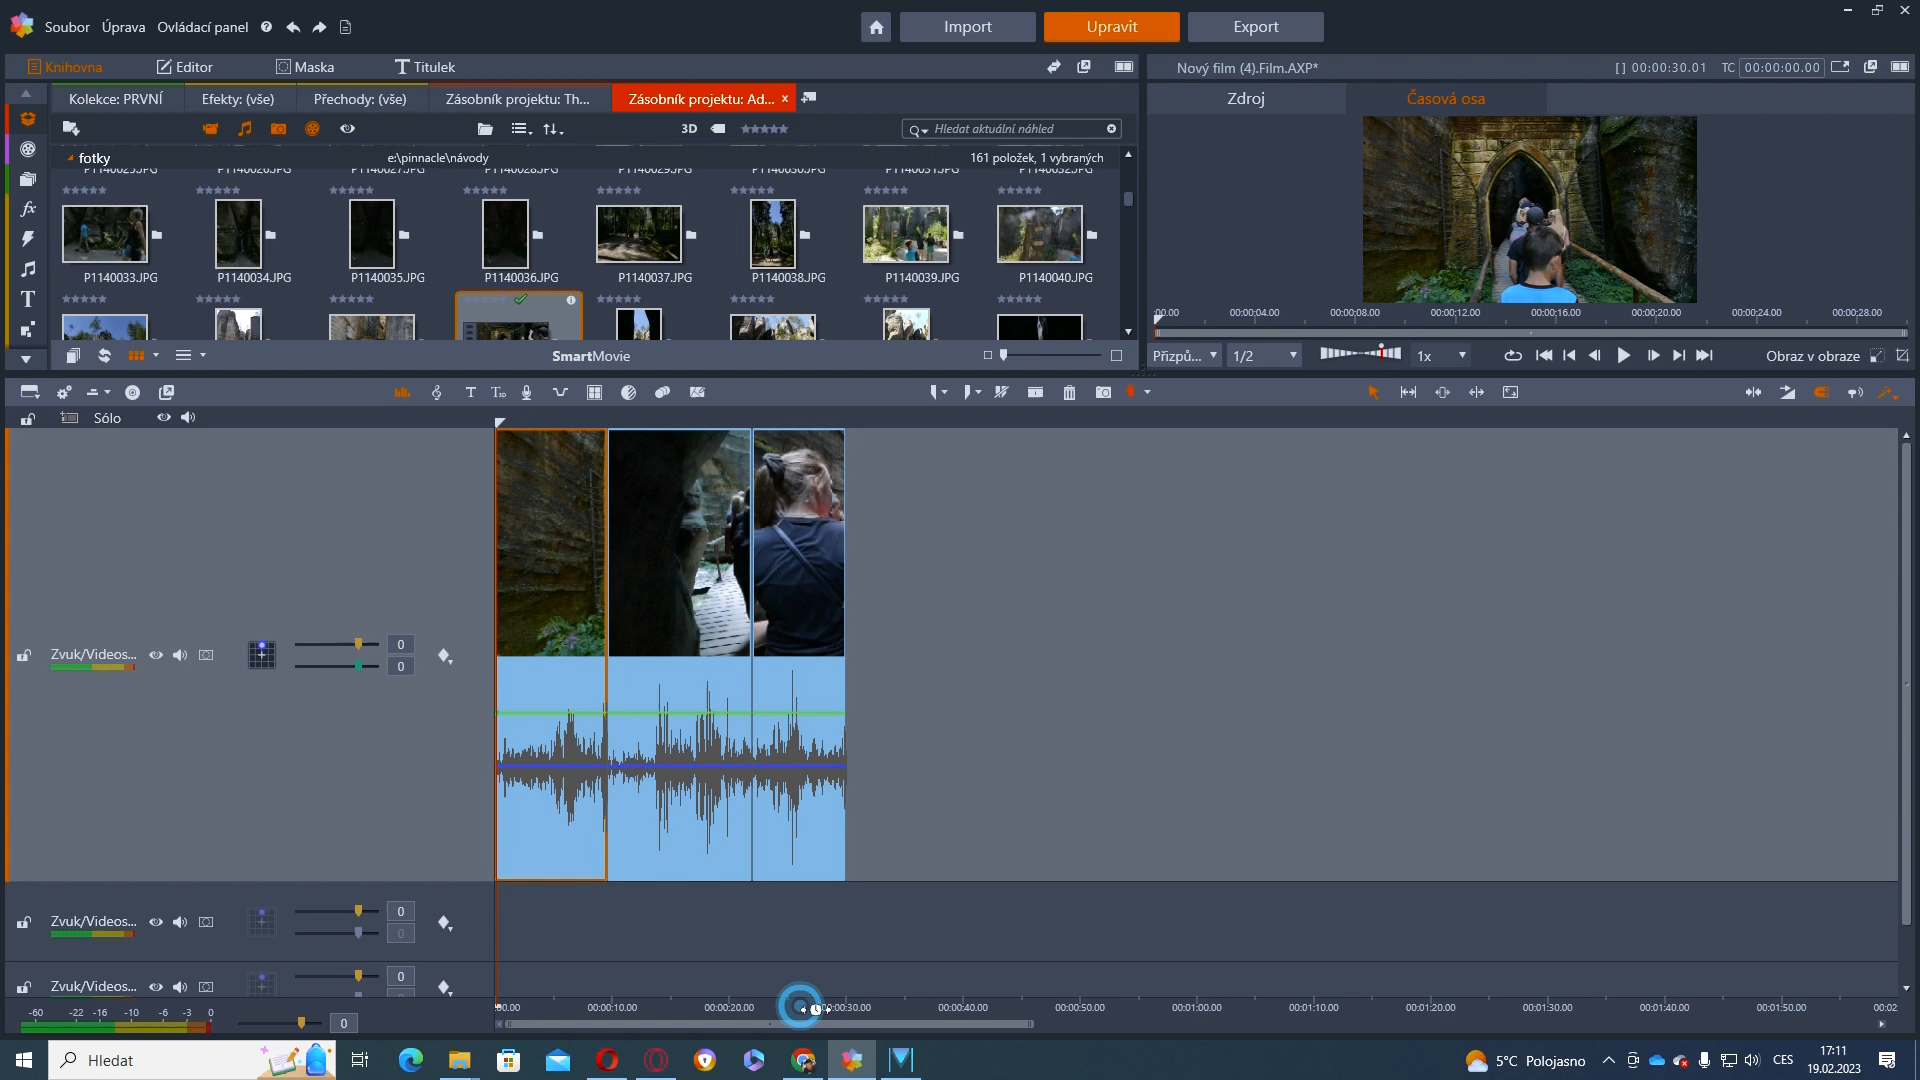 Soubor Úprava Ovládací panel
Import Upravit Export
Knihovna Editor Maska Titulek
Nový film (4).Film.AXP* [ ] 00:00:30.01 TC 00:00:00.00
Kolekce: PRVNÍ Efekty: (vše) Přechody: (vše) Zásobník projektu: Th... Zásobník projektu: Ad... x
Zdroj Časová osa
3D Hledat aktuální náhled
fotky e:\pinnacle\návody 161 položek, 1 vybraných
P1140025.JPG P1140026.JPG P1140027.JPG P1140028.JPG P1140029.JPG P1140030.JPG P1140031.JPG P1140032.JPG
P1140033.JPG P1140034.JPG P1140035.JPG P1140036.JPG P1140037.JPG P1140038.JPG P1140039.JPG P1140040.JPG
:00.00 00:00:04.00 00:00:08.00 00:00:12.00 00:00:16.00 00:00:20.00 00:00:24.00 00:00:28.00
SmartMovie
Přizpů... 1/2 1x Obraz v obraze
Sólo
Zvuk/Videos... 0
0
Zvuk/Videos... 0
0
Zvuk/Videos... 0
:00.00 00:00:10.00 00:00:20.00 00:00:30.00 00:00:40.00 00:00:50.00 00:01:00.00 00:01:10.00 00:01:20.00 00:01:30.00 00:01:40.00 00:01:50.00 00:02
-60 -22 -16 -10 -6 -3 0
0
Hledat
5°C Polojasno CES 17:11
19.02.2023